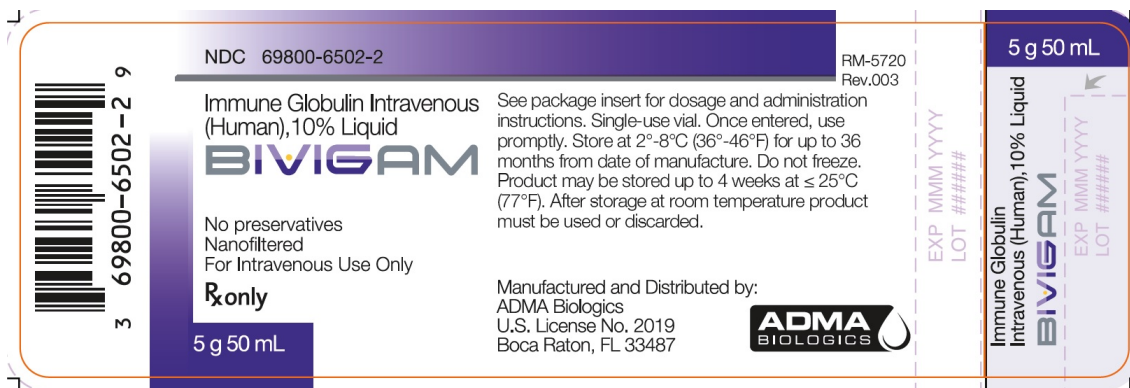 3 69800-6502-2 9
NDC 69800-6502-2
Immune Globulin Intravenous
(Human),10% Liquid
BIVIGAM
No preservatives
Nanofiltered
For Intravenous Use Only
Rx only
5 g 50 mL
RM-5720
Rev.003
See package insert for dosage and administration
instructions. Single-use vial. Once entered, use
promptly. Store at 2°-8°C (36°-46°F) for up to 36
months from date of manufacture. Do not freeze.
Product may be stored up to 4 weeks at ≤ 25°C
(77°F). After storage at room temperature product
must be used or discarded.
Manufactured and Distributed by:
ADMA Biologics
U.S. License No. 2019
Boca Raton, FL 33487
ADMA
BIOLOGICS
EXP MMM YYYY
LOT ######
5 g 50 mL
Immune Globulin
Intravenous (Human),10% Liquid
BIVIGAM
EXP MMM YYYY
LOT ######